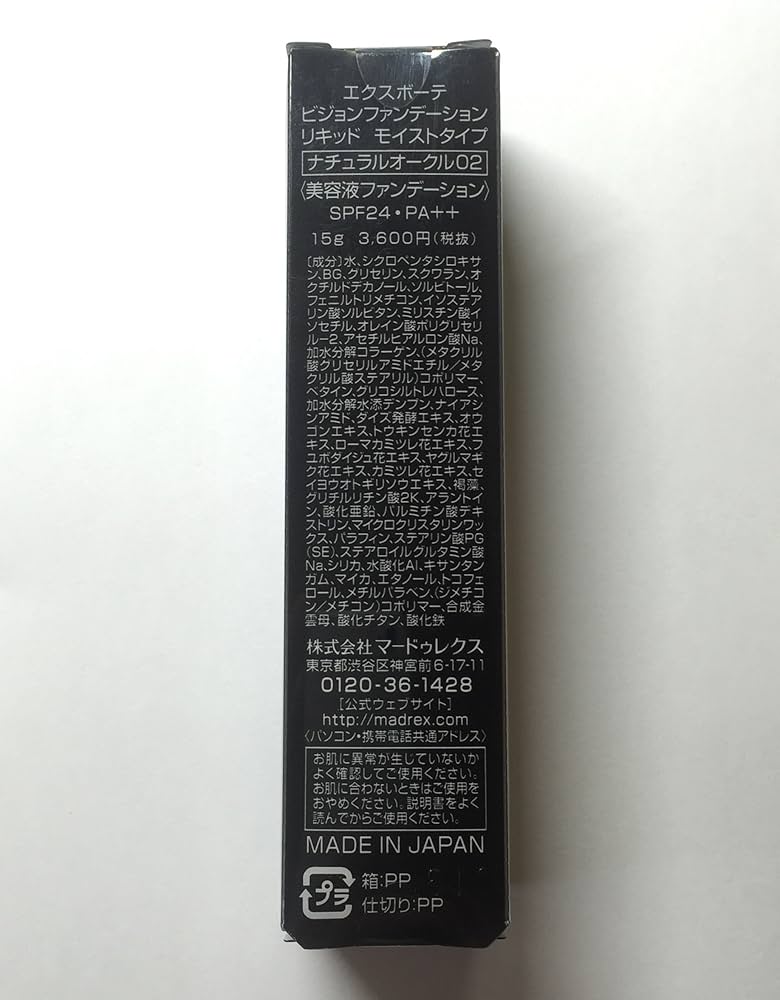 エクスボーテ
ビジョンファンデーション
リキッド モイストタイプ
ナチュラルオークル02
〈美容液ファンデーション〉
SPF24・PA++
15g 3,600円(税抜)
〔成分〕水、シクロペンタシロキサ
ン、BG、グリセリン、スクワラン、オ
クチルドデカノール、ソルビトール、
フェニルトリメチコン、イソステア
リン酸ソルビタン、ミリスチン酸イ
ソセチル、オレイン酸ポリグリセリ
ル-2、アセチルヒアルロン酸Na、
加水分解コラーゲン、(メタクリル
酸グリセリルアミドエチル/メタ
クリル酸ステアリル)コポリマー、
ベタイン、グリコシルトレハロース、
加水分解水添デンプン、ナイアシ
ンアミド、ダイズ発酵エキス、オウ
コンエキス、トウキンセンカ花エ
キス、ローマカミツレ花エキス、フ
ユボダイジュ花エキス、ヤグルマギ
ク花エキス、カミツレ花エキス、セ
イヨウオトギリソウエキス、褐藻、
グリチルリチン酸2K、アラントイ
ン、酸化亜鉛、パルミチン酸デキ
ストリン、マイクロクリスタリンワッ
クス、パラフィン、ステアリン酸PG
(SE)、ステアロイルグルタミン酸
Na、シリカ、水酸化Al、キサンタン
ガム、マイカ、エタノール、トコフェ
ロール、メチルパラベン、(ジメチコ
ン/メチコン)コポリマー、合成金
雲母、酸化チタン、酸化鉄
株式会社マードゥレクス
東京都渋谷区神宮前6-17-11
0120-36-1428
[公式ウェブサイト]
http://madrex.com
〈パソコン・携帯電話共通アドレス〉
お肌に異常が生じていないか
よく確認してご使用ください。
お肌に合わないときはご使用を
おやめください。説明書をよく
読んでからご使用ください。
MADE IN JAPAN
プラ 箱:PP
仕切り:PP